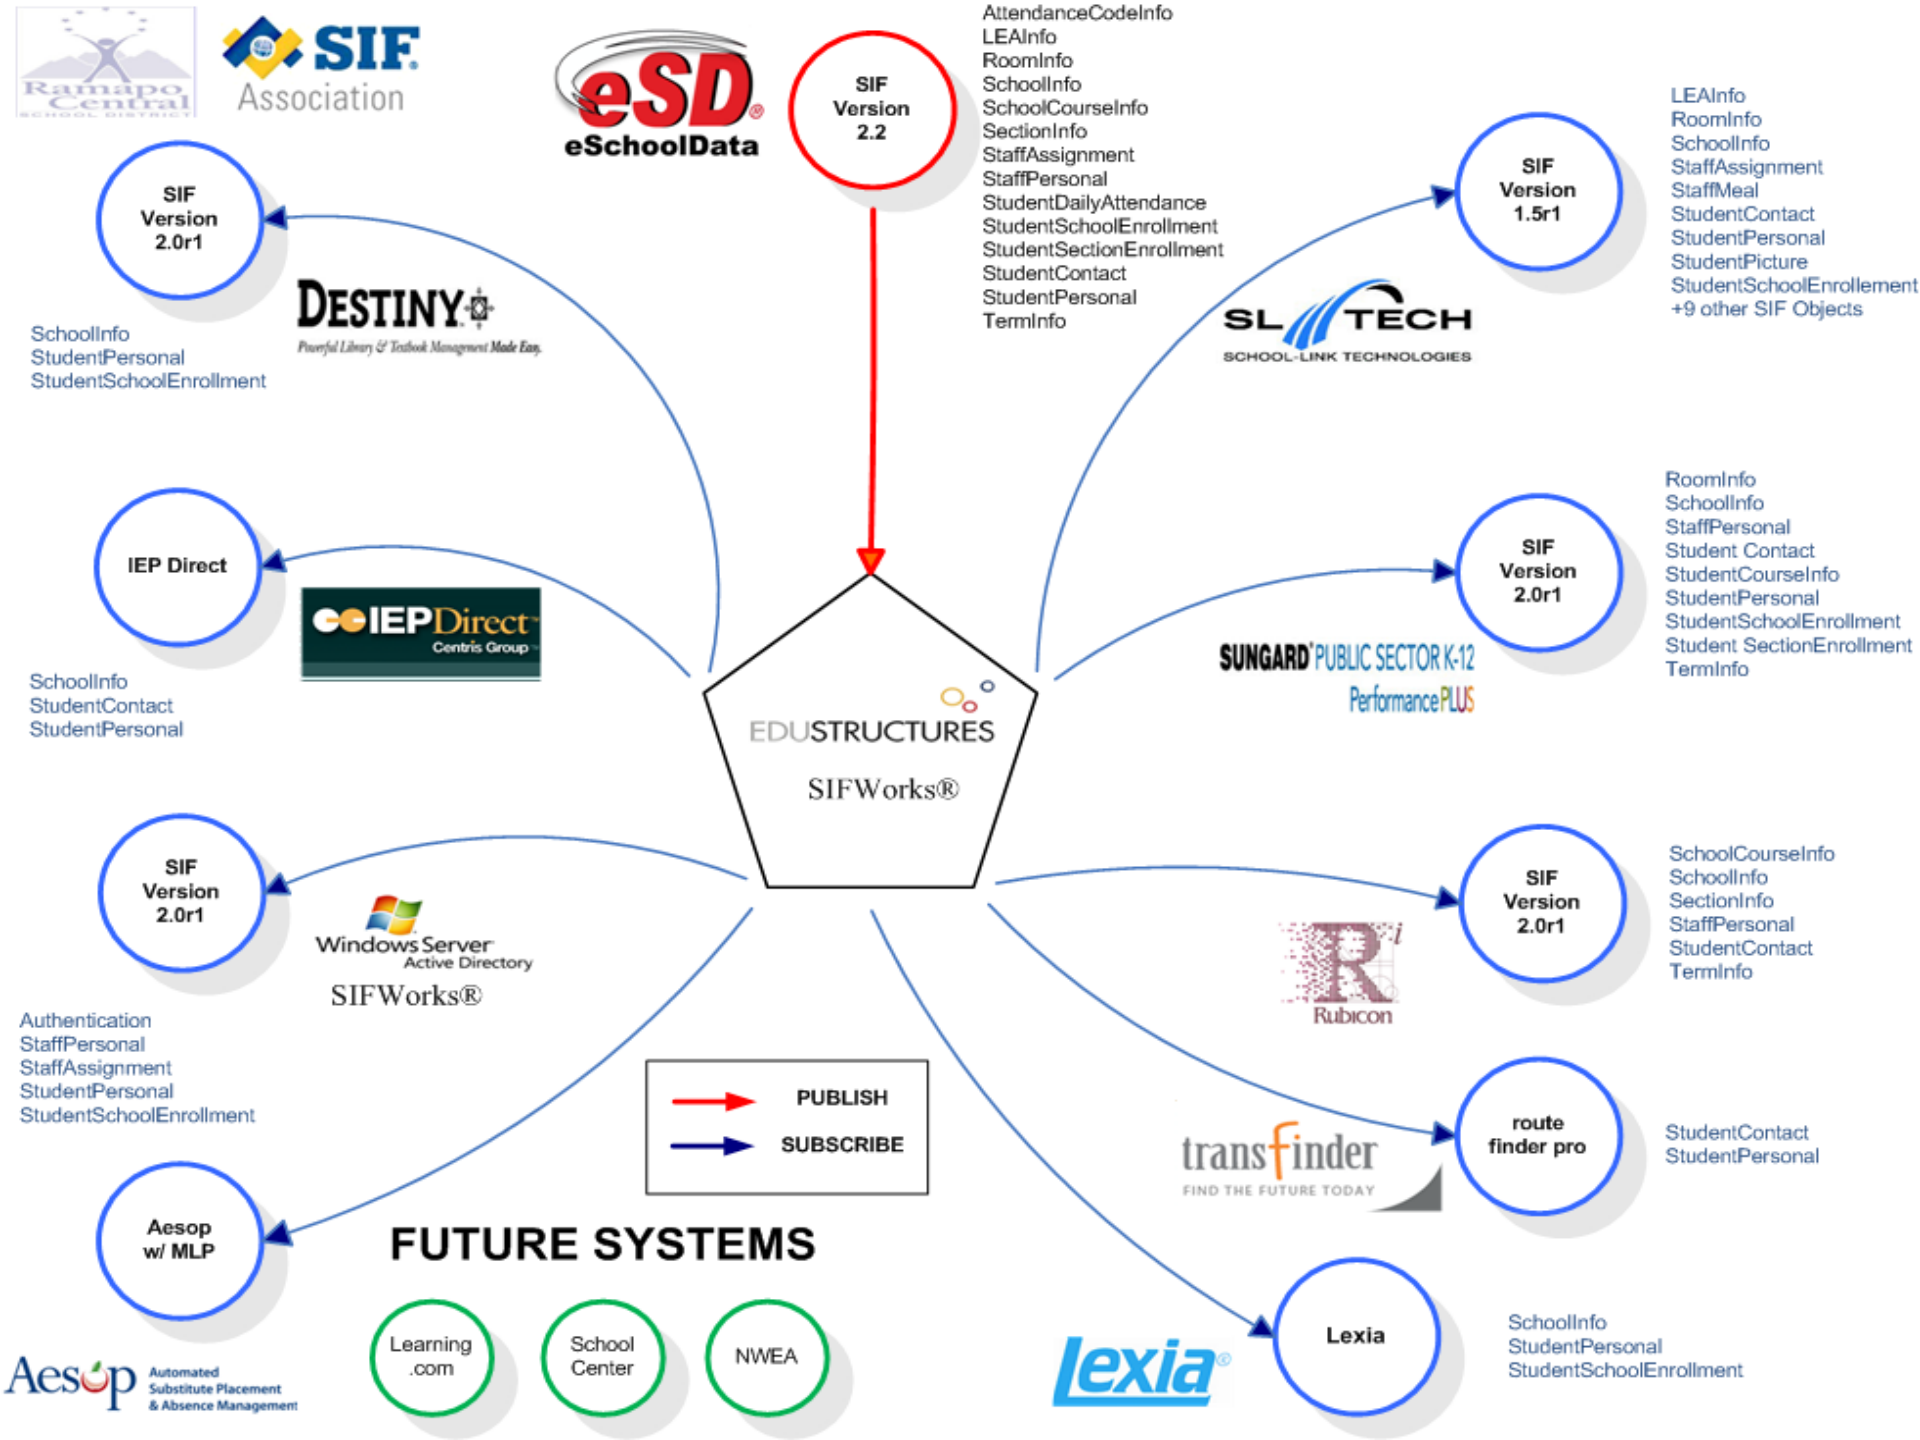 Ramapo
Central
SCHOOL DISTRICT
SIF
Association
eSD®
eSchoolData
SIF
Version
2.2
AttendanceCodeInfo
LEAInfo
RoomInfo
SchoolInfo
SchoolCourseInfo
SectionInfo
StaffAssignment
StaffPersonal
StudentDailyAttendance
StudentSchoolEnrollment
StudentSectionEnrollment
StudentContact
StudentPersonal
TermInfo
SIF
Version
1.5r1
LEAInfo
RoomInfo
SchoolInfo
StaffAssignment
StaffMeal
StudentContact
StudentPersonal
StudentPicture
StudentSchoolEnrollement
+9 other SIF Objects
SL TECH
SCHOOL-LINK TECHNOLOGIES
SIF
Version
2.0r1
SchoolInfo
StudentPersonal
StudentSchoolEnrollment
DESTINY
Powerful Library & Textbook Management Made Easy.
IEP Direct
IEPDirect™
Centris Group
SchoolInfo
StudentContact
StudentPersonal
SIF
Version
2.0r1
RoomInfo
SchoolInfo
StaffPersonal
Student Contact
StudentCourseInfo
StudentPersonal
StudentSchoolEnrollment
Student SectionEnrollment
TermInfo
SUNGARD® PUBLIC SECTOR K-12
PerformancePLUS
EDUSTRUCTURES
SIFWorks®
SIF
Version
2.0r1
Windows Server
Active Directory
SIFWorks®
Authentication
StaffPersonal
StaffAssignment
StudentPersonal
StudentSchoolEnrollment
SIF
Version
2.0r1
SchoolCourseInfo
SchoolInfo
SectionInfo
StaffPersonal
StudentContact
TermInfo
R i
Rubicon
PUBLISH
SUBSCRIBE
transfinder
FIND THE FUTURE TODAY
route
finder pro
StudentContact
StudentPersonal
Aesop
w/ MLP
Aesop
Automated
Substitute Placement
& Absence Management
FUTURE SYSTEMS
Learning
.com
School
Center
NWEA
Lexia®
Lexia
SchoolInfo
StudentPersonal
StudentSchoolEnrollment